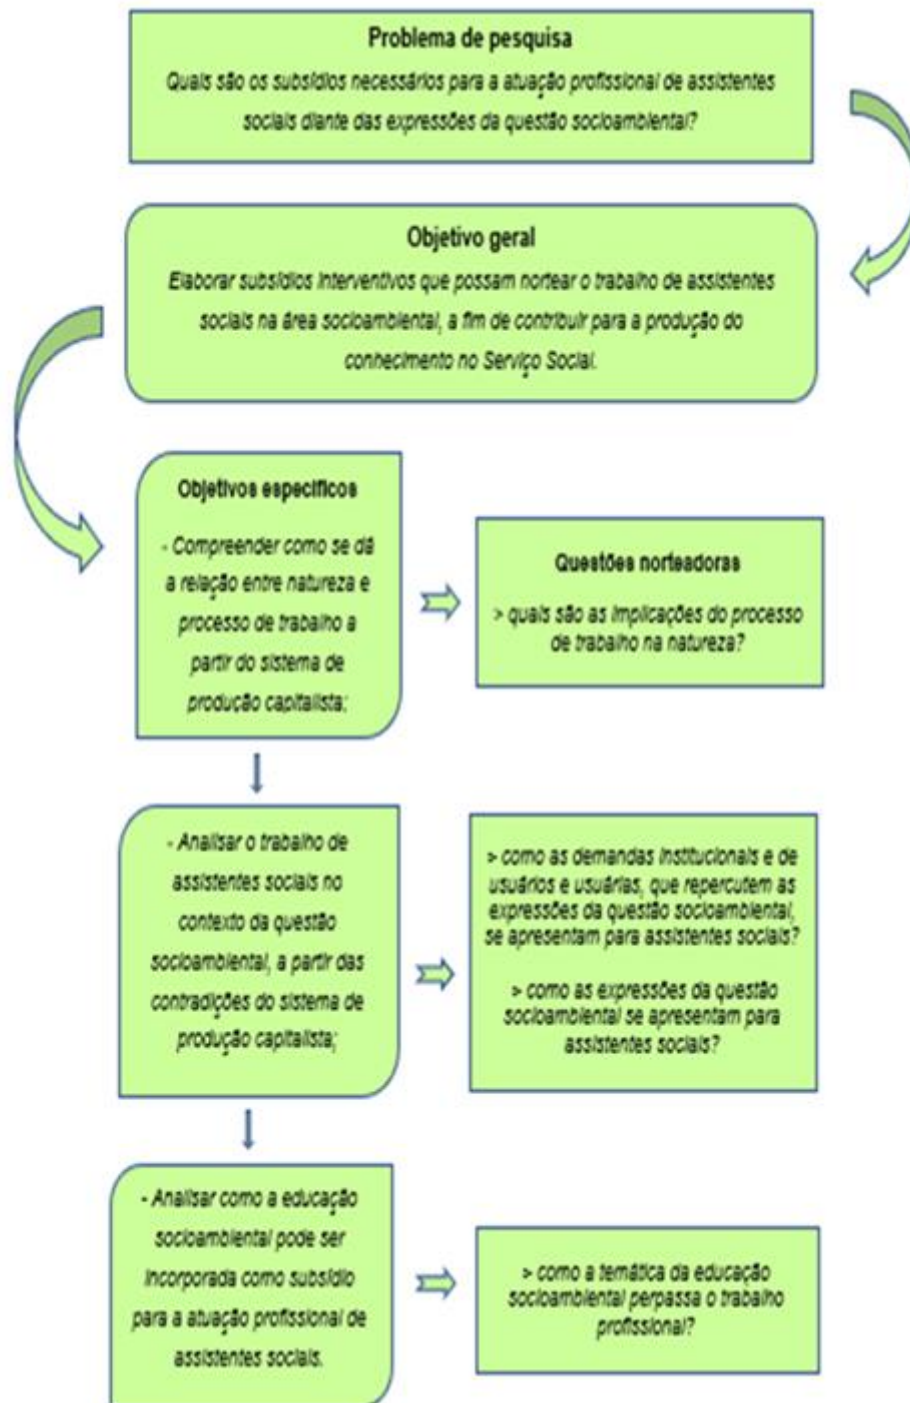 Problema de pesquisa
Quais são os subsídios necessários para a atuação profissional de assistentes
sociais diante das expressões da questão socioambiental?
Objetivo geral
Elaborar subsídios interventivos que possam nortear o trabalho de assistentes
sociais na área socioambiental, a fim de contribuir para a produção do
conhecimento no Serviço Social.
Objetivos específicos
- Compreender como se dá
a relação entre natureza e
processo de trabalho a
partir do sistema de
produção capitalista;
Questões norteadoras
> quais são as implicações do processo
de trabalho na natureza?
- Analisar o trabalho de
assistentes sociais no
contexto da questão
socioambiental, a partir das
contradições do sistema de
produção capitalista;
> como as demandas institucionais e de
usuários e usuárias, que repercutem as
expressões da questão socioambiental,
se apresentam para assistentes sociais?
> como as expressões da questão
socioambiental se apresentam para
assistentes sociais?
- Analisar como a educação
socioambiental pode ser
incorporada como subsídio
para a atuação profissional de
assistentes sociais.
> como a temática da educação
socioambiental perpassa o trabalho
profissional?